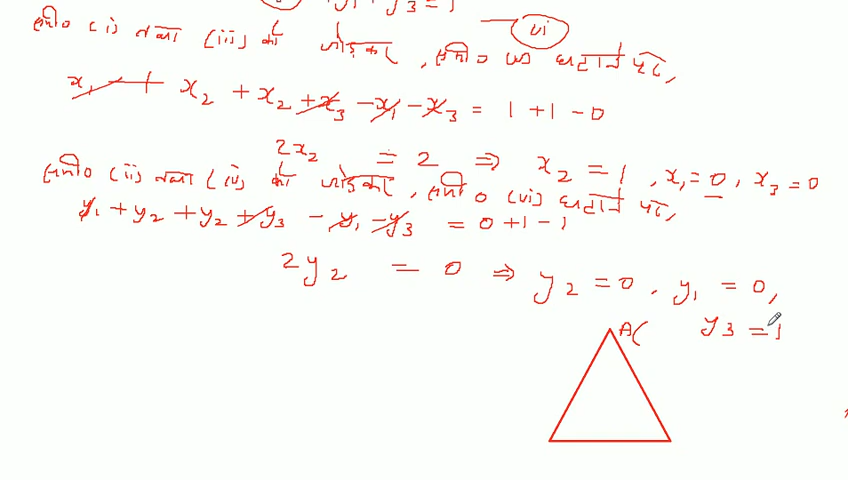 y₁ + y₃ = 1
(vi)
समी० (i) तथा (iii) को जोड़कर, समी० (v) घटाने पर,
x₁ + x₂ + x₂ + x₃ - x₁ - x₃ = 1 + 1 - 0
2x₂ = 2 ⇒ x₂ = 1, x₁ = 0, x₃ = 0
समी० (ii) तथा (iv) को जोड़कर, समी० (vi) घटाने पर,
y₁ + y₂ + y₂ + y₃ - y₁ - y₃ = 0 + 1 - 1
2y₂ = 0 ⇒ y₂ = 0, y₁ = 0,
A( y₃ = 1